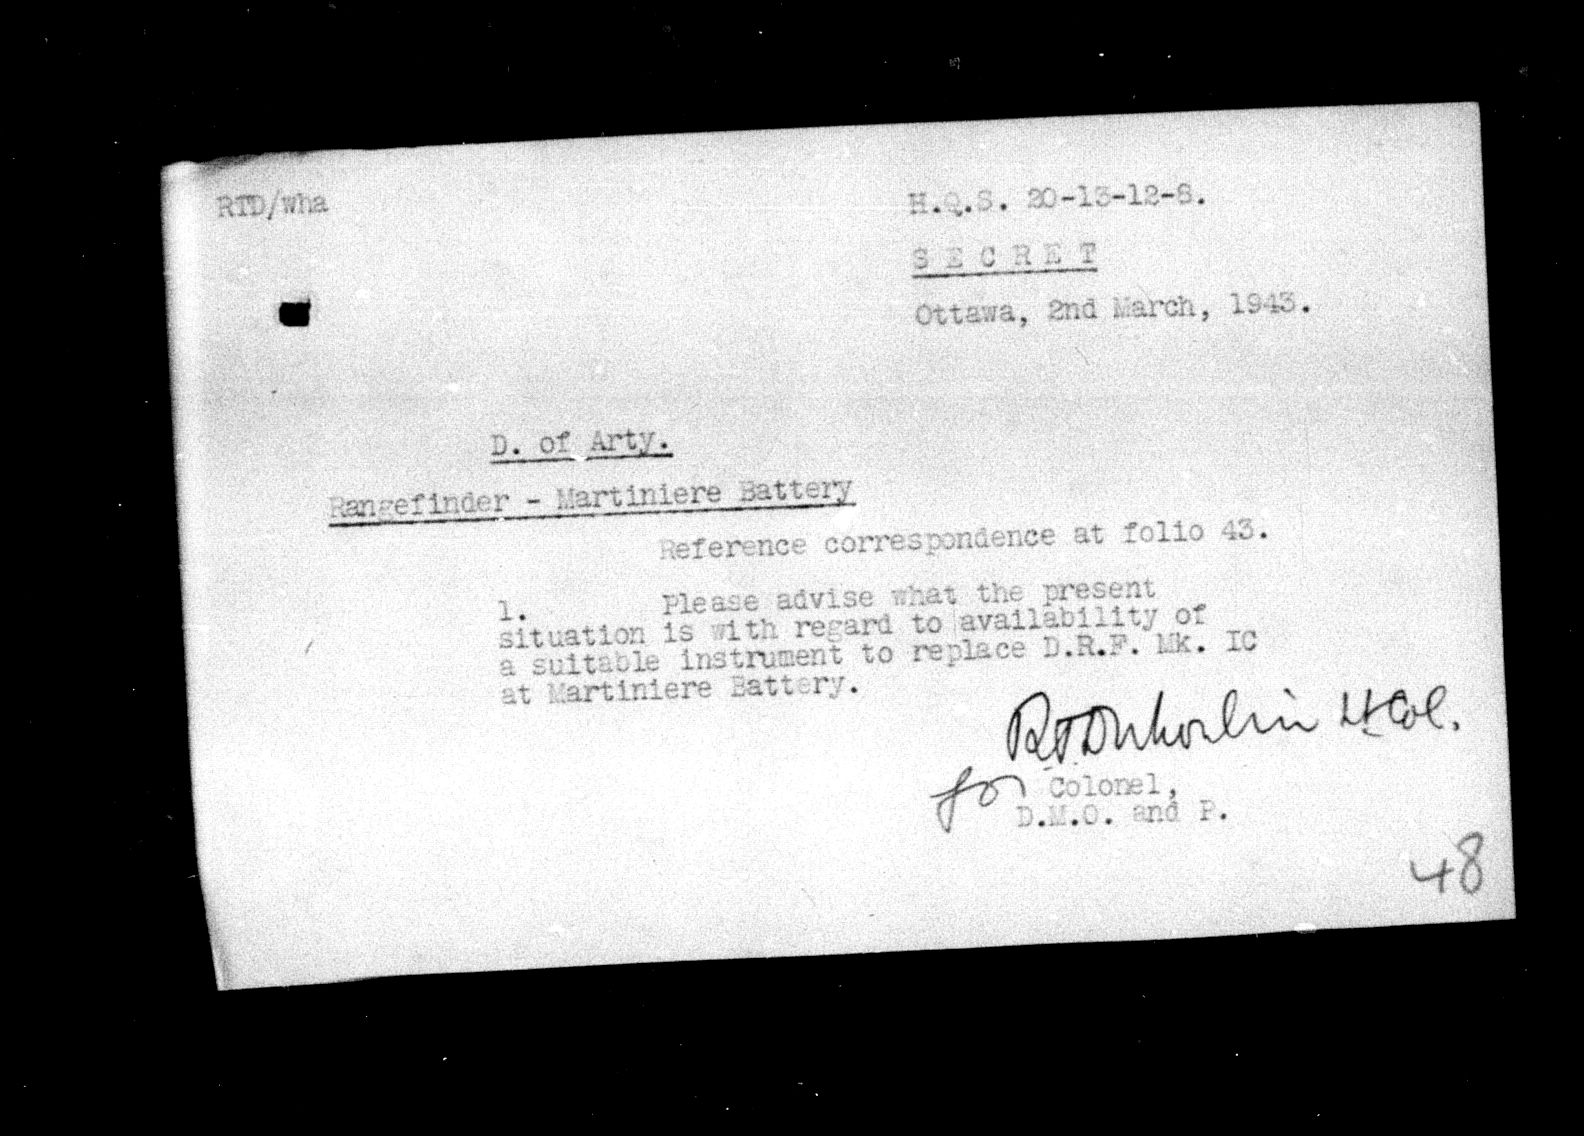 RTD/wha
H.Q.S. 20-13-12-8.
S E C R E T
Ottawa, 2nd March, 1943.
D. of Arty.
Rangefinder - Martiniere Battery
Reference correspondence at folio 43.
1. Please advise what the present
situation is with regard to availability of
a suitable instrument to replace D.R.F. Mk. IC
at Martiniere Battery.
Lt Col.
for Colonel,
D.M.O. and P.
48